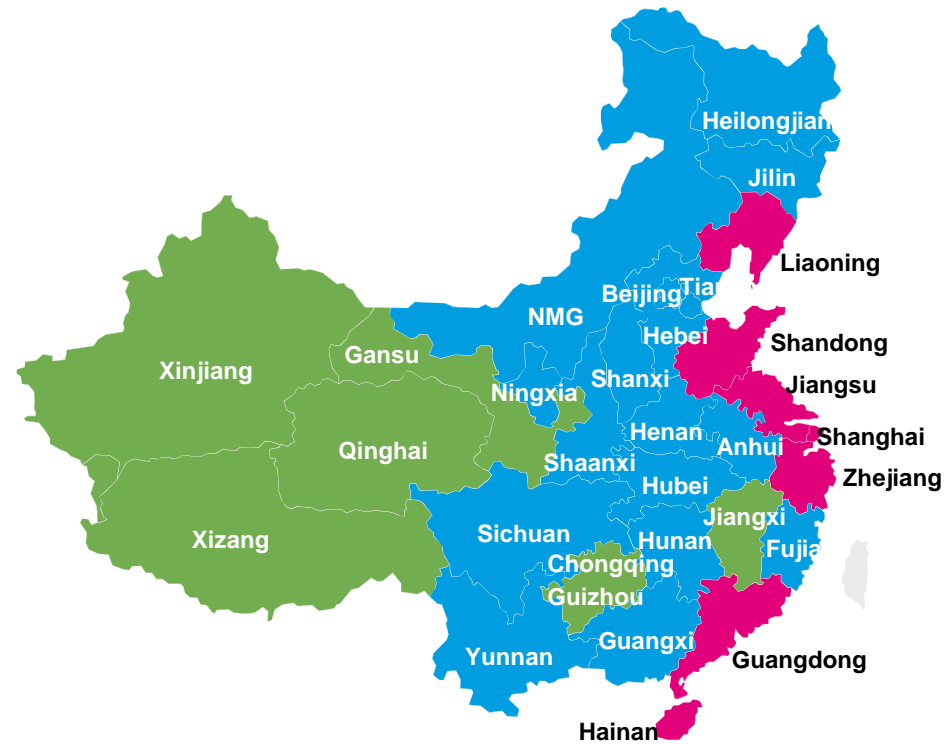 Heilongjian
Jilin
Liaoning
Beijing
Tian
NMG
Hebei
Shandong
Gansu
Xinjiang
Ningxia
Shanxi
Jiangsu
Qinghai
Henan
Anhui
Shanghai
Shaanxi
Zhejiang
Hubei
Jiangxi
Sichuan
Xizang
Hunan
Fujia
Chongqing
Guizhou
Guangxi
Yunnan
Guangdong
Hainan